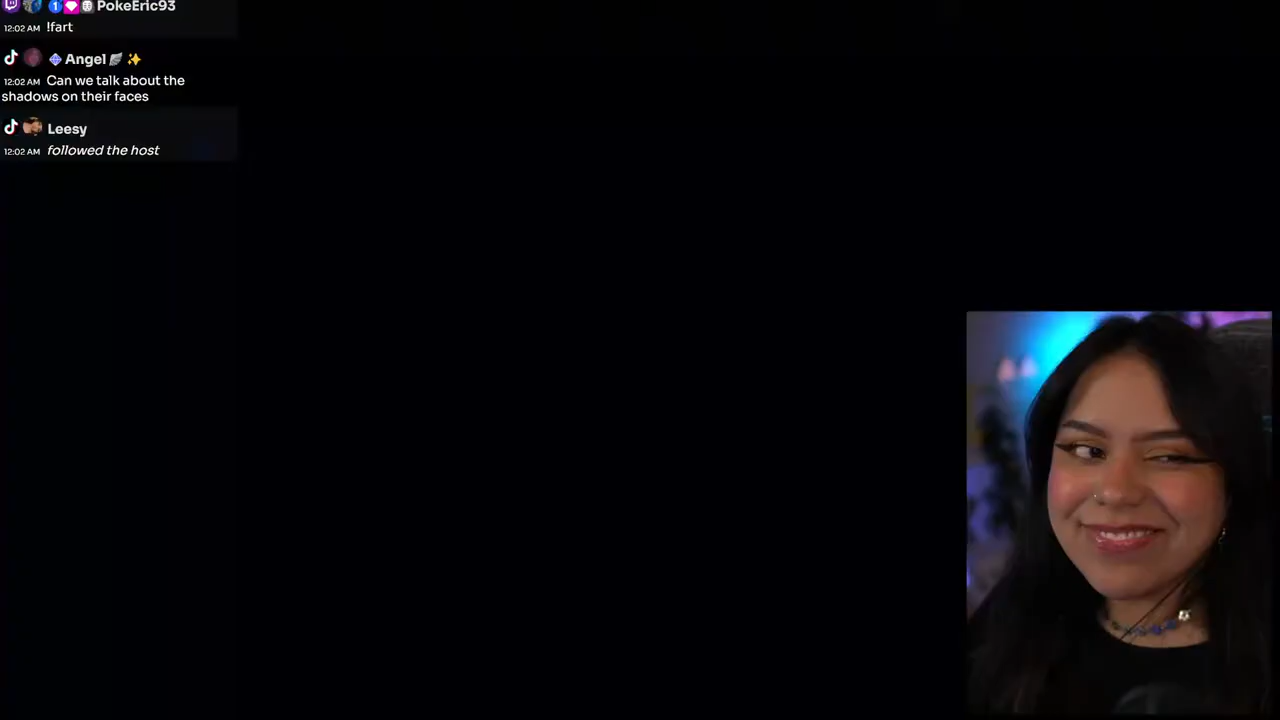 PokeEric93
12:02 AM !fart
Angel
12:02 AM Can we talk about the
shadows on their faces
Leesy
12:02 AM followed the host